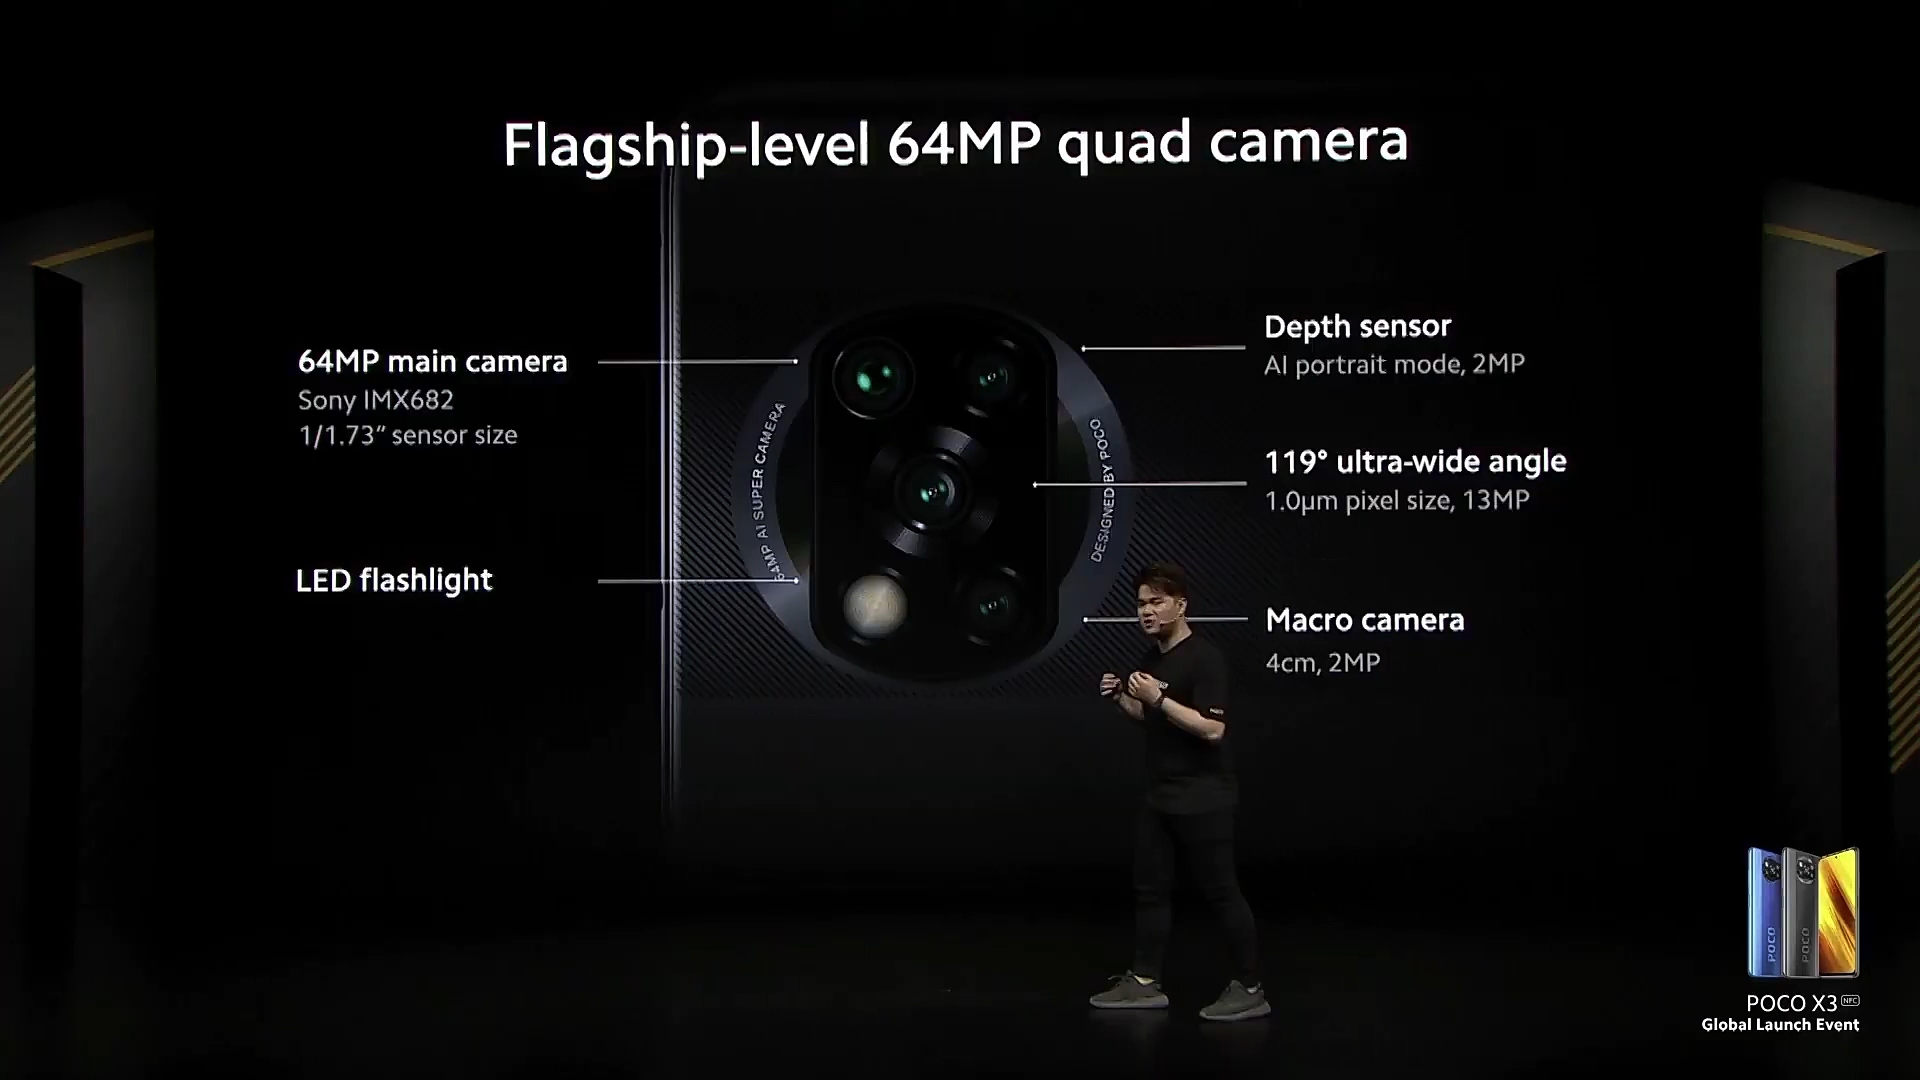 Flagship-level 64MP quad camera
64MP main camera
Sony IMX682
1/1.73” sensor size
LED flashlight
Depth sensor
AI portrait mode, 2MP
119° ultra-wide angle
1.0μm pixel size, 13MP
Macro camera
4cm, 2MP
64MP AI SUPER CAMERA
DESIGNED BY POCO
POCO
POCO
POCO X3 NFC
Global Launch Event